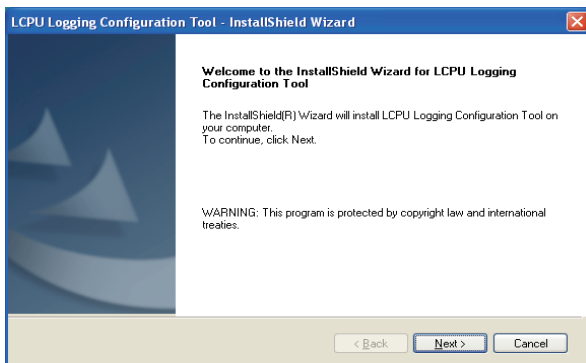 LCPU Logging Configuration Tool - InstallShield Wizard
Welcome to the InstallShield Wizard for LCPU Logging
Configuration Tool
The InstallShield(R) Wizard will install LCPU Logging Configuration Tool on
your computer.
To continue, click Next.
WARNING: This program is protected by copyright law and international
treaties.
< Back Next > Cancel